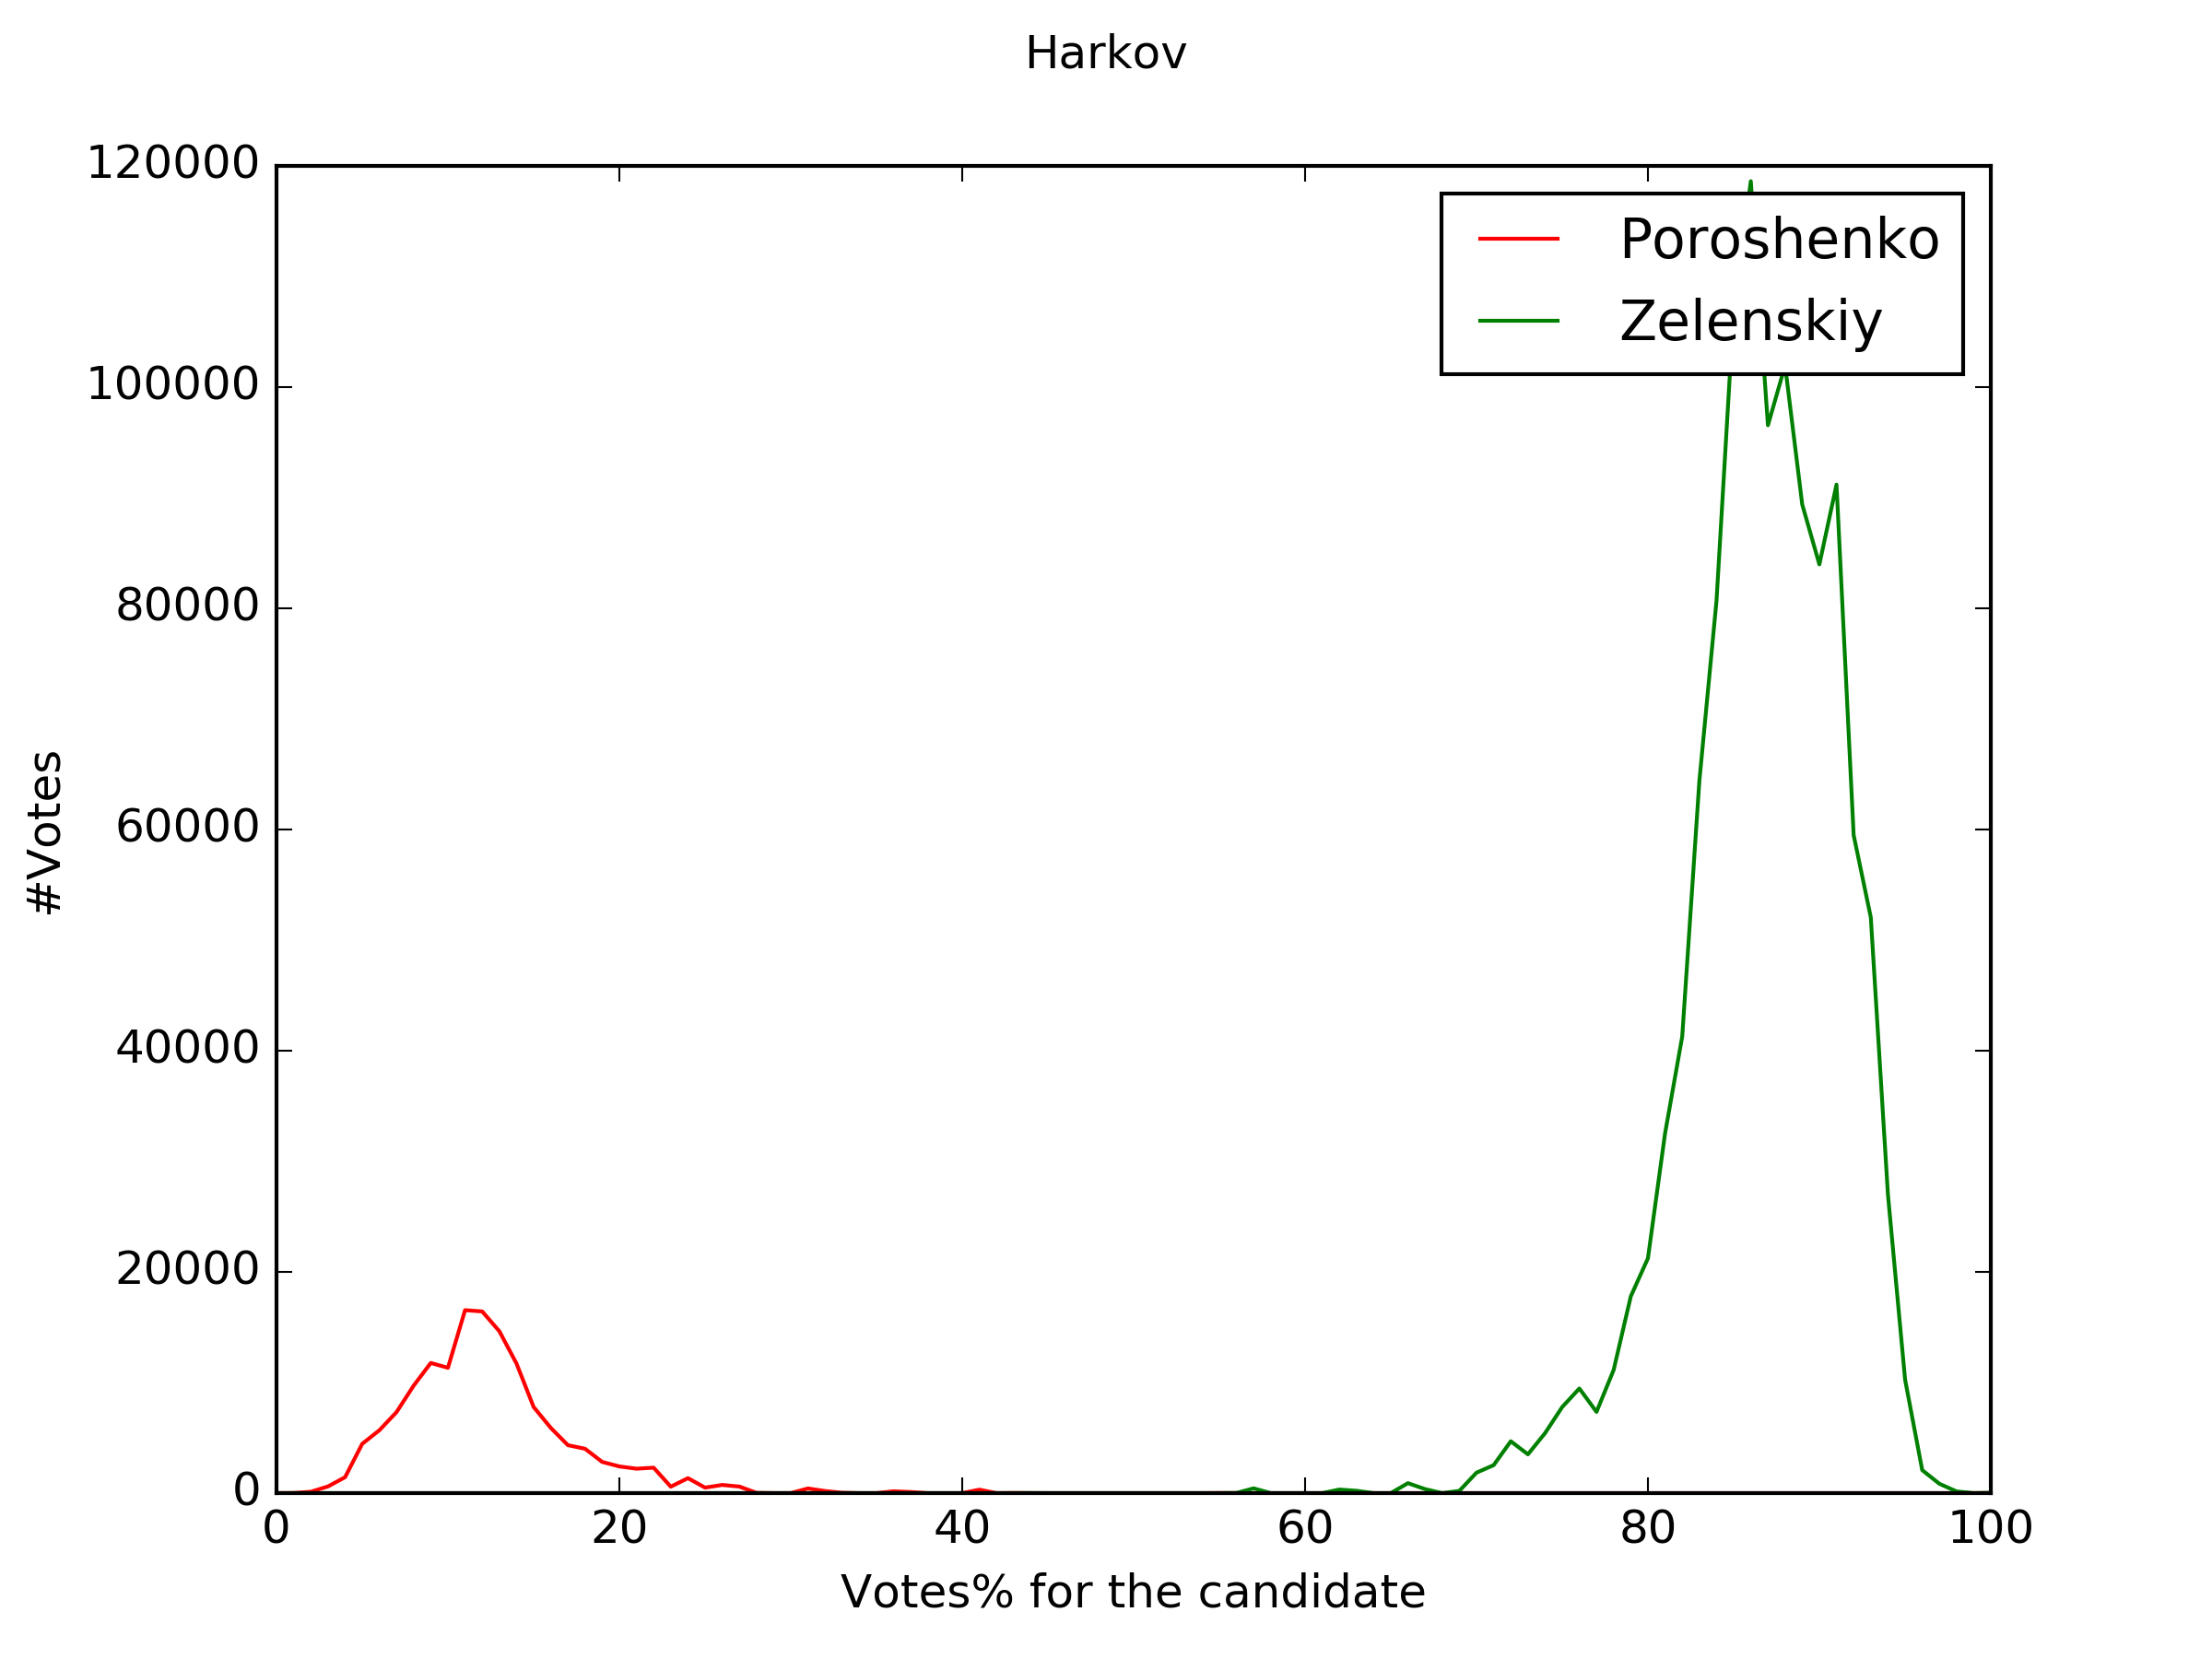 Harkov
120000
100000
80000
60000
40000
20000
0
#Votes
Poroshenko
Zelenskiy
0 20 40 60 80 100
Votes% for the candidate